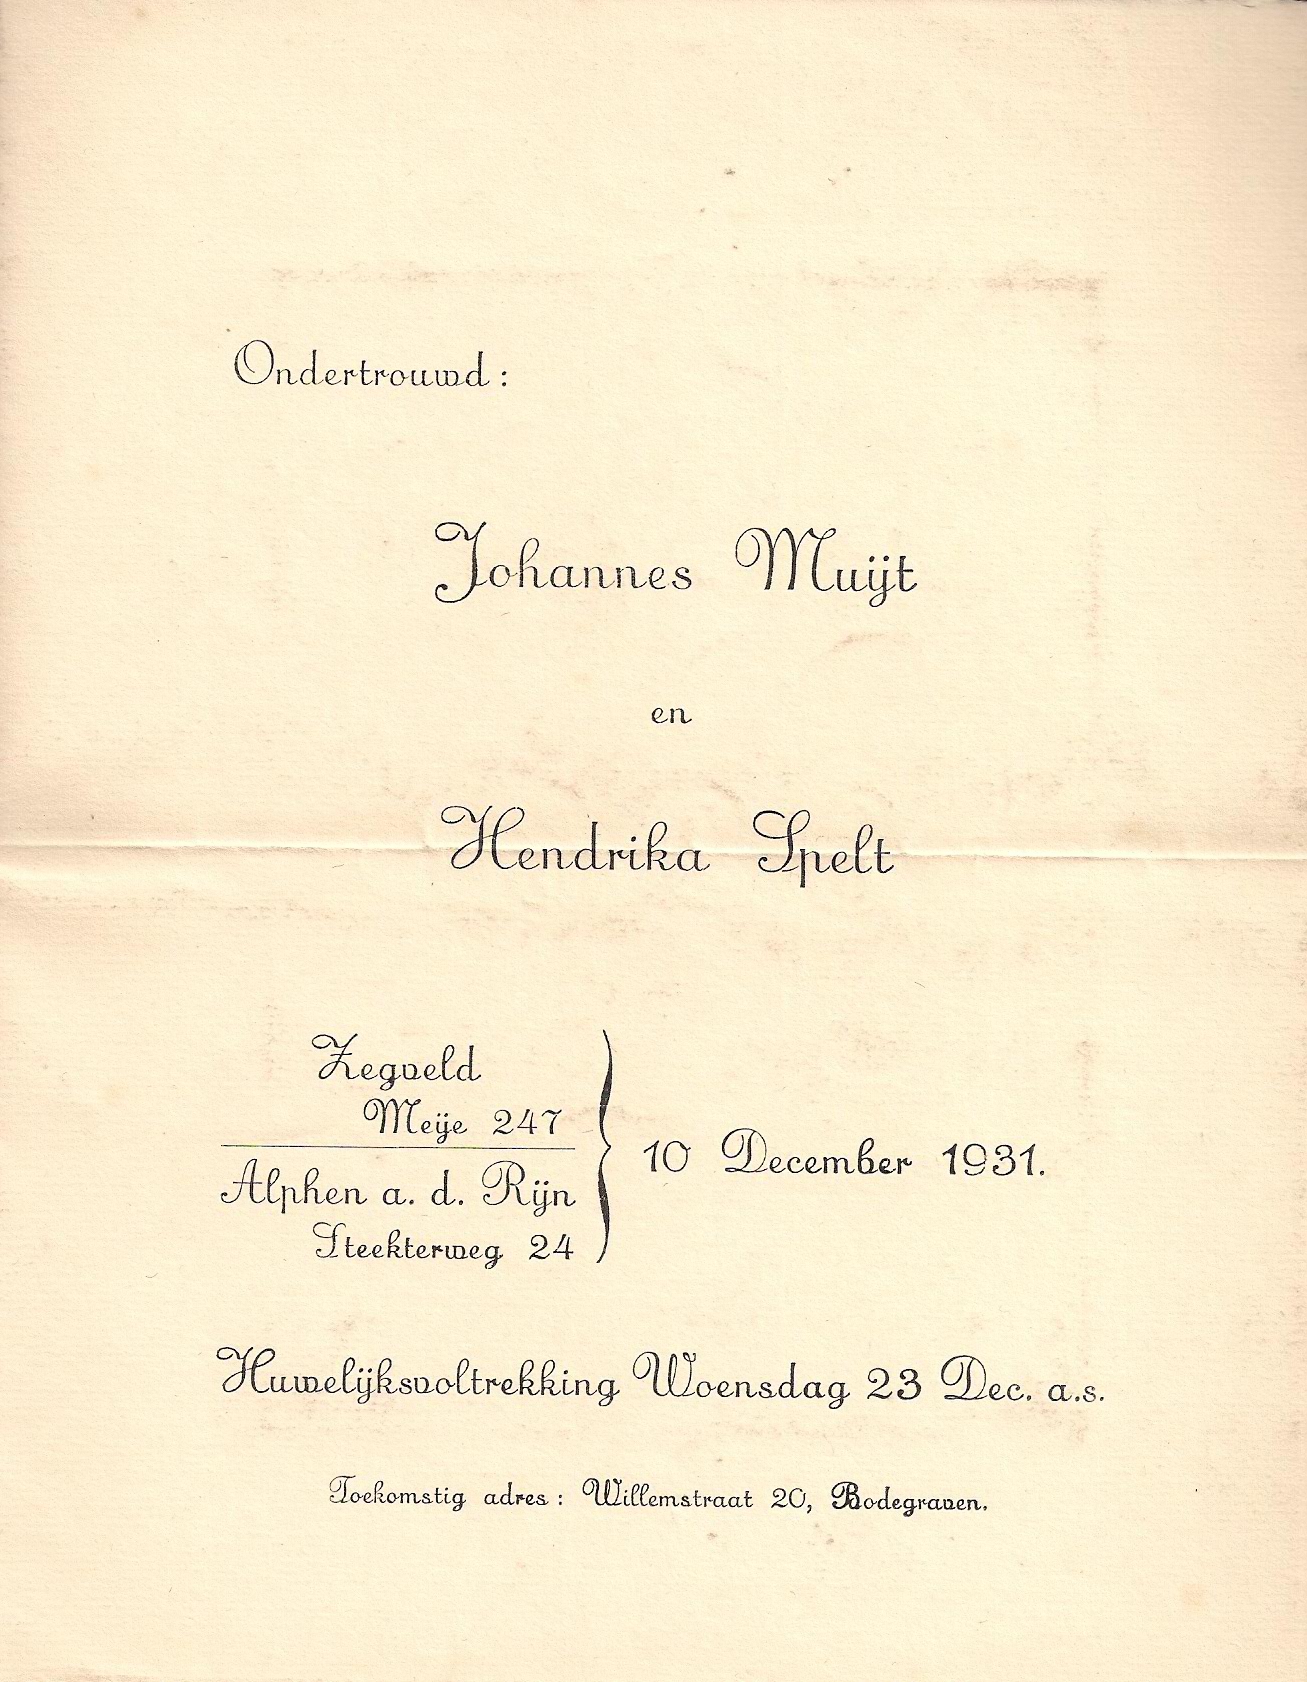 Ondertrouwd :
Johannes Muijt
en
Hendrika Spelt
Zegveld
Meije 247
Alphen a. d. Rijn
Steekterweg 24
10 December 1931.
Huwelijksvoltrekking Woensdag 23 Dec. a.s.
Toekomstig adres : Willemstraat 20, Bodegraven.